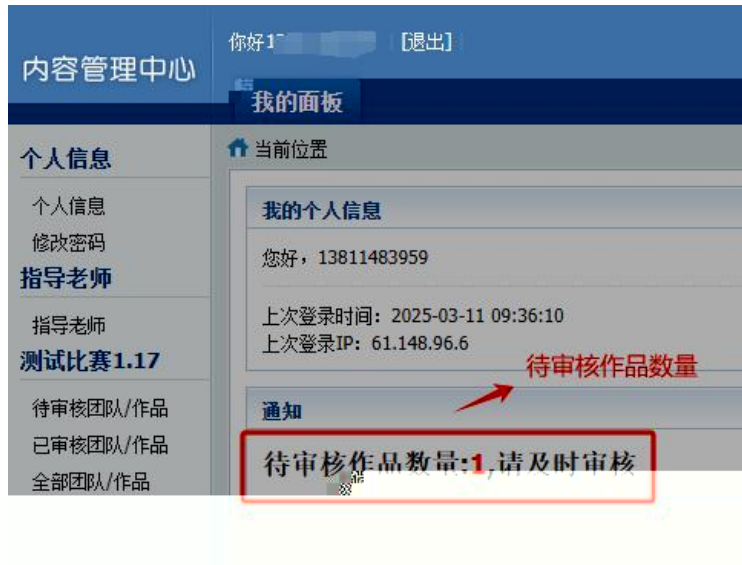 内容管理中心
你好1 [退出]
我的面板
当前位置
个人信息
个人信息
修改密码
指导老师
指导老师
测试比赛1.17
待审核团队/作品
已审核团队/作品
全部团队/作品
我的个人信息
您好，13811483959
上次登录时间：2025-03-11 09:36:10
上次登录IP：61.148.96.6
待审核作品数量
通知
待审核作品数量:1,请及时审核